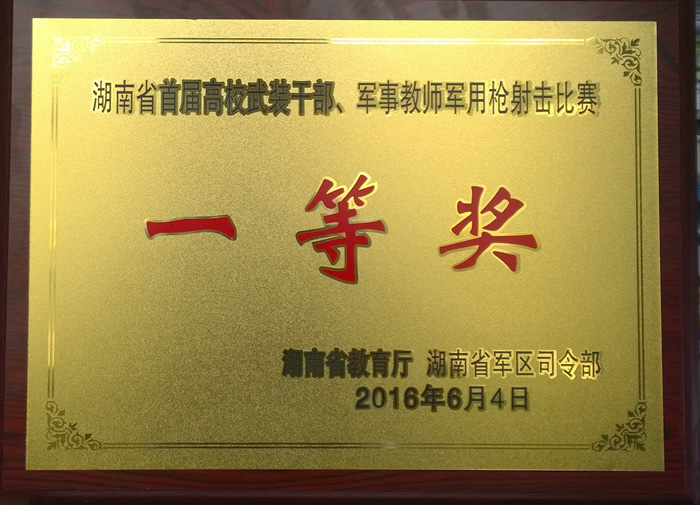 湖南省首届高校武装干部、军事教师军用枪射击比赛
一等奖
湖南省教育厅 湖南省军区司令部
2016年6月4日